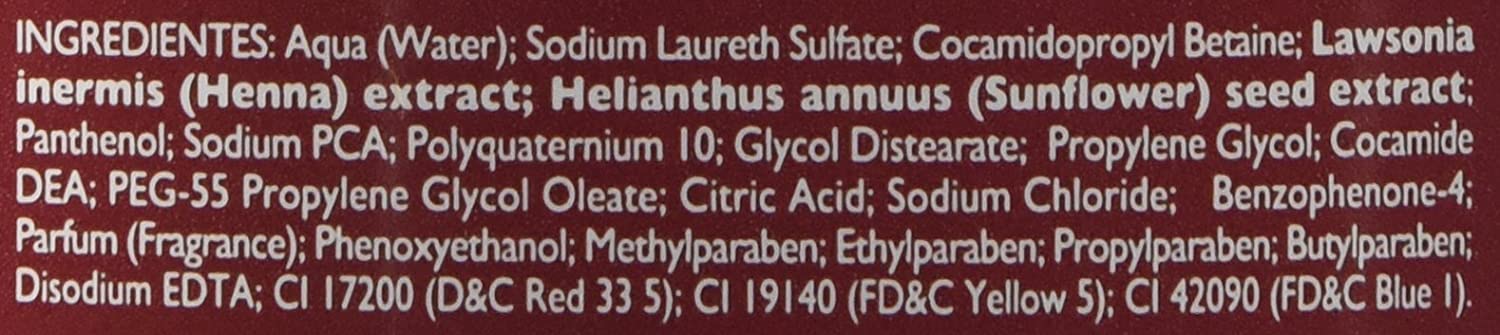 INGREDIENTES: Aqua (Water); Sodium Laureth Sulfate; Cocamidopropyl Betaine; Lawsonia
inermis (Henna) extract; Helianthus annuus (Sunflower) seed extract;
Panthenol; Sodium PCA; Polyquaternium 10; Glycol Distearate; Propylene Glycol; Cocamide
DEA; PEG-55 Propylene Glycol Oleate; Citric Acid; Sodium Chloride; Benzophenone-4;
Parfum (Fragrance); Phenoxyethanol; Methylparaben; Ethylparaben; Propylparaben; Butylparaben;
Disodium EDTA; CI 17200 (D&C Red 33 5); CI 19140 (FD&C Yellow 5); CI 42090 (FD&C Blue 1).